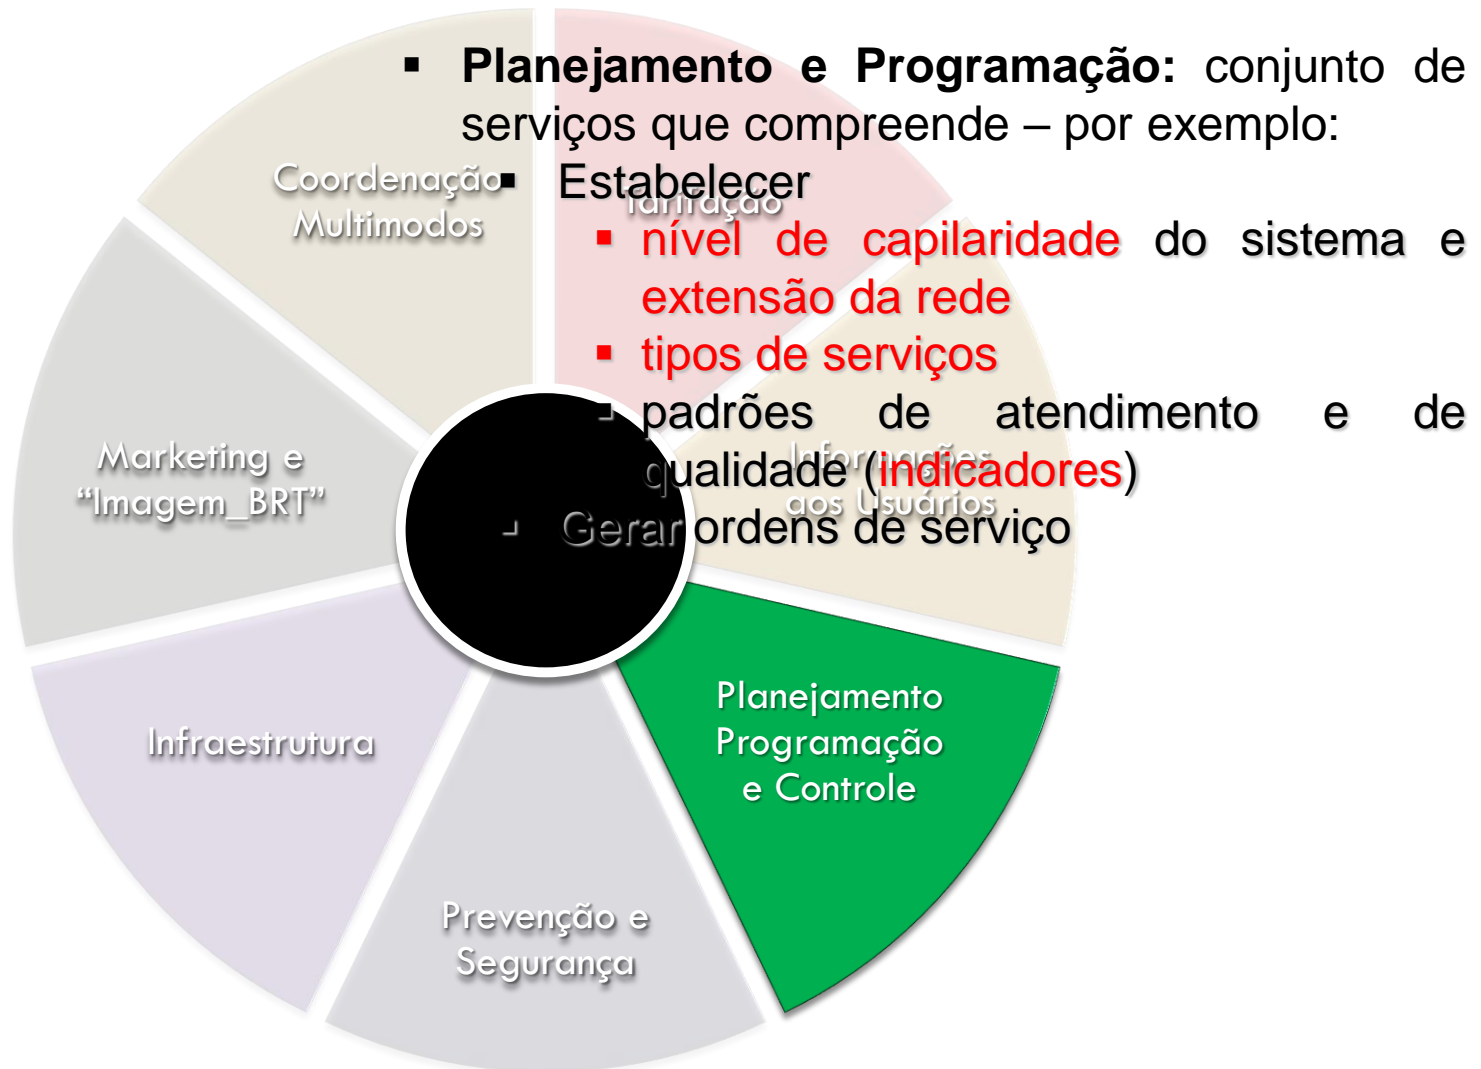 ▪ Planejamento e Programação: conjunto de
serviços que compreende – por exemplo:
▪ Estabelecer
▪ nível de capilaridade do sistema e
extensão da rede
▪ tipos de serviços
▪ padrões de atendimento e de
qualidade (indicadores)
▪ Gerar ordens de serviço
Coordenação
Multimodos
Tarifação
Informações
aos Usuários
Planejamento
Programação
e Controle
Prevenção e
Segurança
Infraestrutura
Marketing e
“Imagem_BRT”